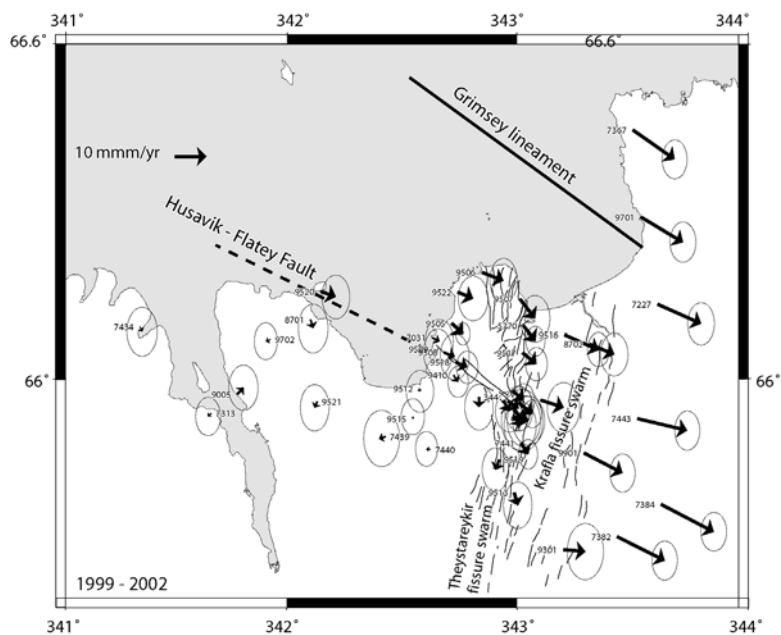 341˚ 342˚ 343˚ 344˚
66.6˚ 66.6˚
7367
Grimsey lineament
10 mmm/yr
9701
Husavik - Flatey Fault
9506
9522
9520
7227
8701
7434
9702
9516
8702
66˚ 66˚
9410
9005
9512
9521
7313
9515
7443
7439
7440
9901
Krafla fissure swarm
7384
Theystareykir
fissure swarm
7382
9301
1999 - 2002
341˚ 342˚ 343˚ 344˚